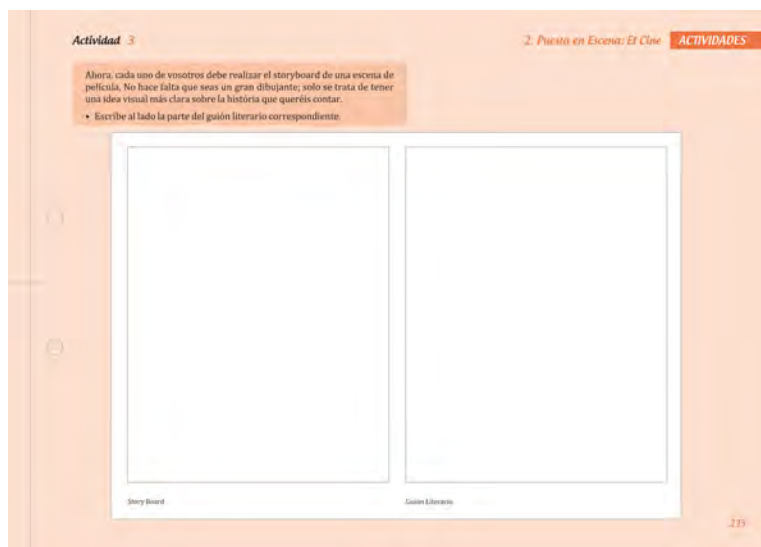 Actividad 3
2. Puesta en Escena: El Cine ACTIVIDADES
Ahora, cada uno de vosotros debe realizar el storyboard de una escena de
película. No hace falta que seas un gran dibujante; solo se trata de tener
una idea visual más clara sobre la história que queréis contar.
• Escribe al lado la parte del guión literario correspondiente.
Story Board
Guión Literario
235